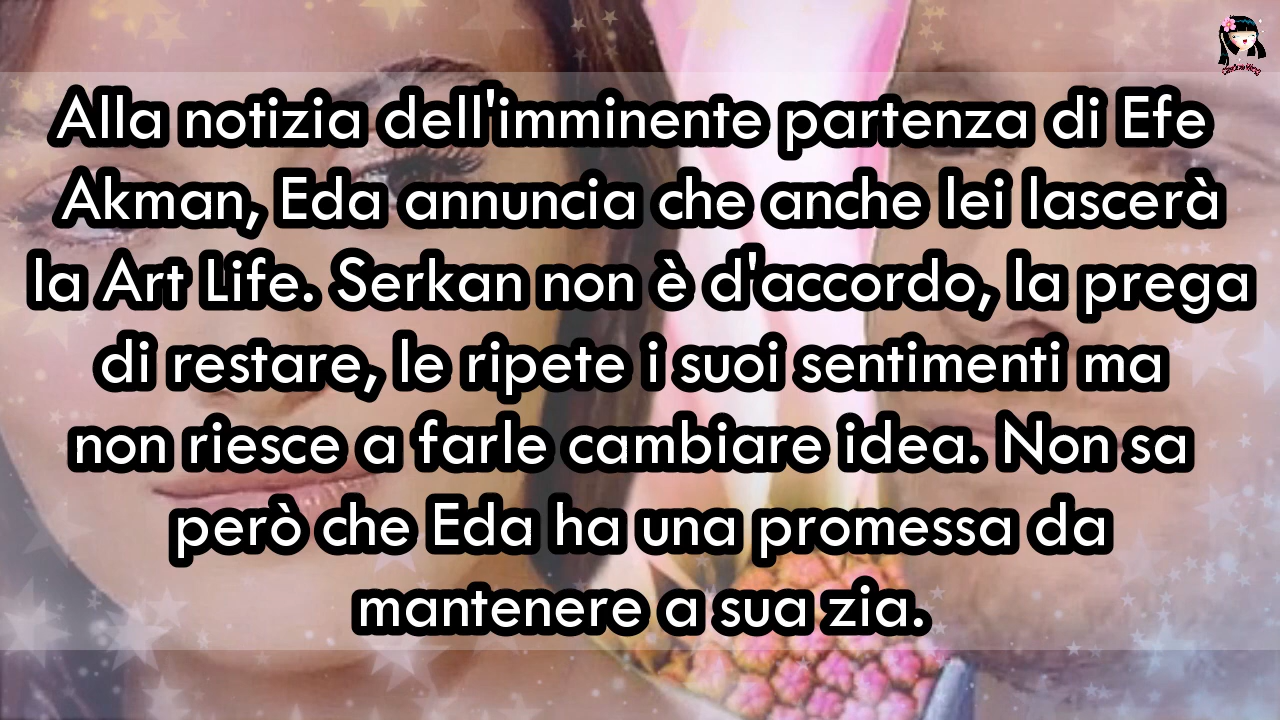 Alla notizia dell'imminente partenza di Efe
Akman, Eda annuncia che anche lei lascerà
la Art Life. Serkan non è d'accordo, la prega
di restare, le ripete i suoi sentimenti ma
non riesce a farle cambiare idea. Non sa
però che Eda ha una promessa da
mantenere a sua zia.